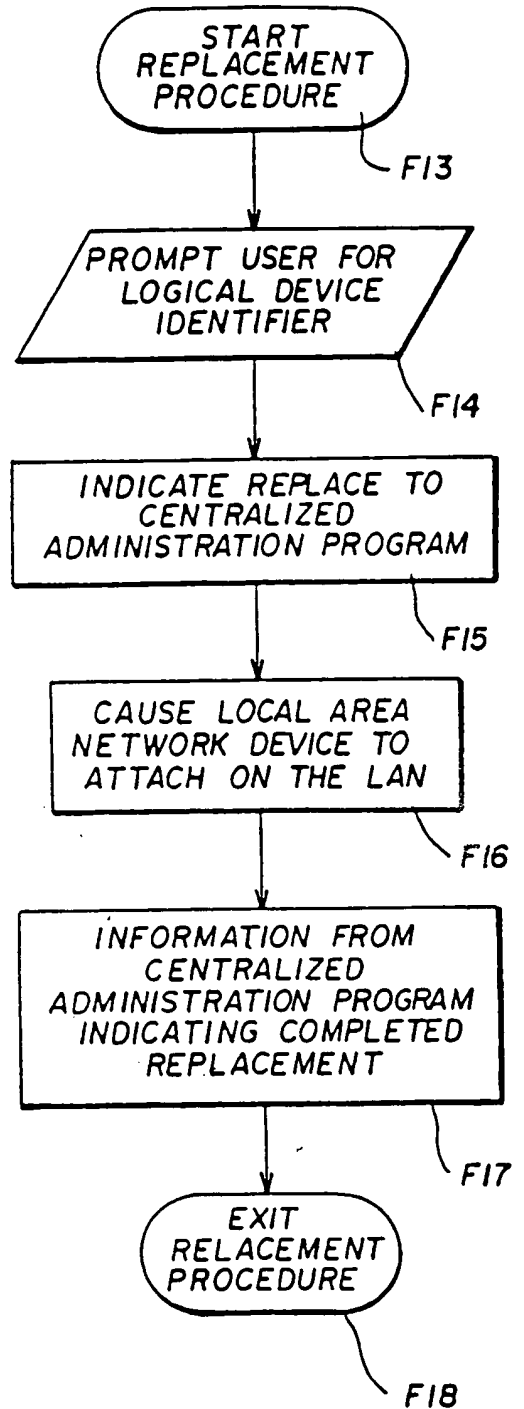 START
REPLACEMENT
PROCEDURE
F13
PROMPT USER FOR
LOGICAL DEVICE
IDENTIFIER
F14
INDICATE REPLACE TO
CENTRALIZED
ADMINISTRATION PROGRAM
F15
CAUSE LOCAL AREA
NETWORK DEVICE TO
ATTACH ON THE LAN
F16
INFORMATION FROM
CENTRALIZED
ADMINISTRATION PROGRAM
INDICATING COMPLETED
REPLACEMENT
F17
EXIT
RELACEMENT
PROCEDURE
F18